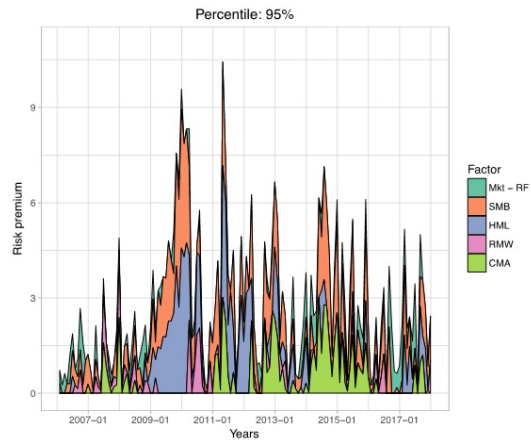 Percentile: 95%
9
6
3
0
Risk premium
2007−01
2009−01
2011−01
2013−01
2015−01
2017−01
Years
Factor
Mkt − RF
SMB
HML
RMW
CMA